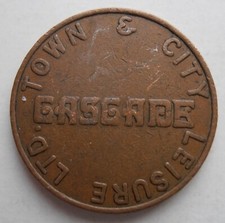 TOWN & CITY LEISURE LTD.
CASCADE